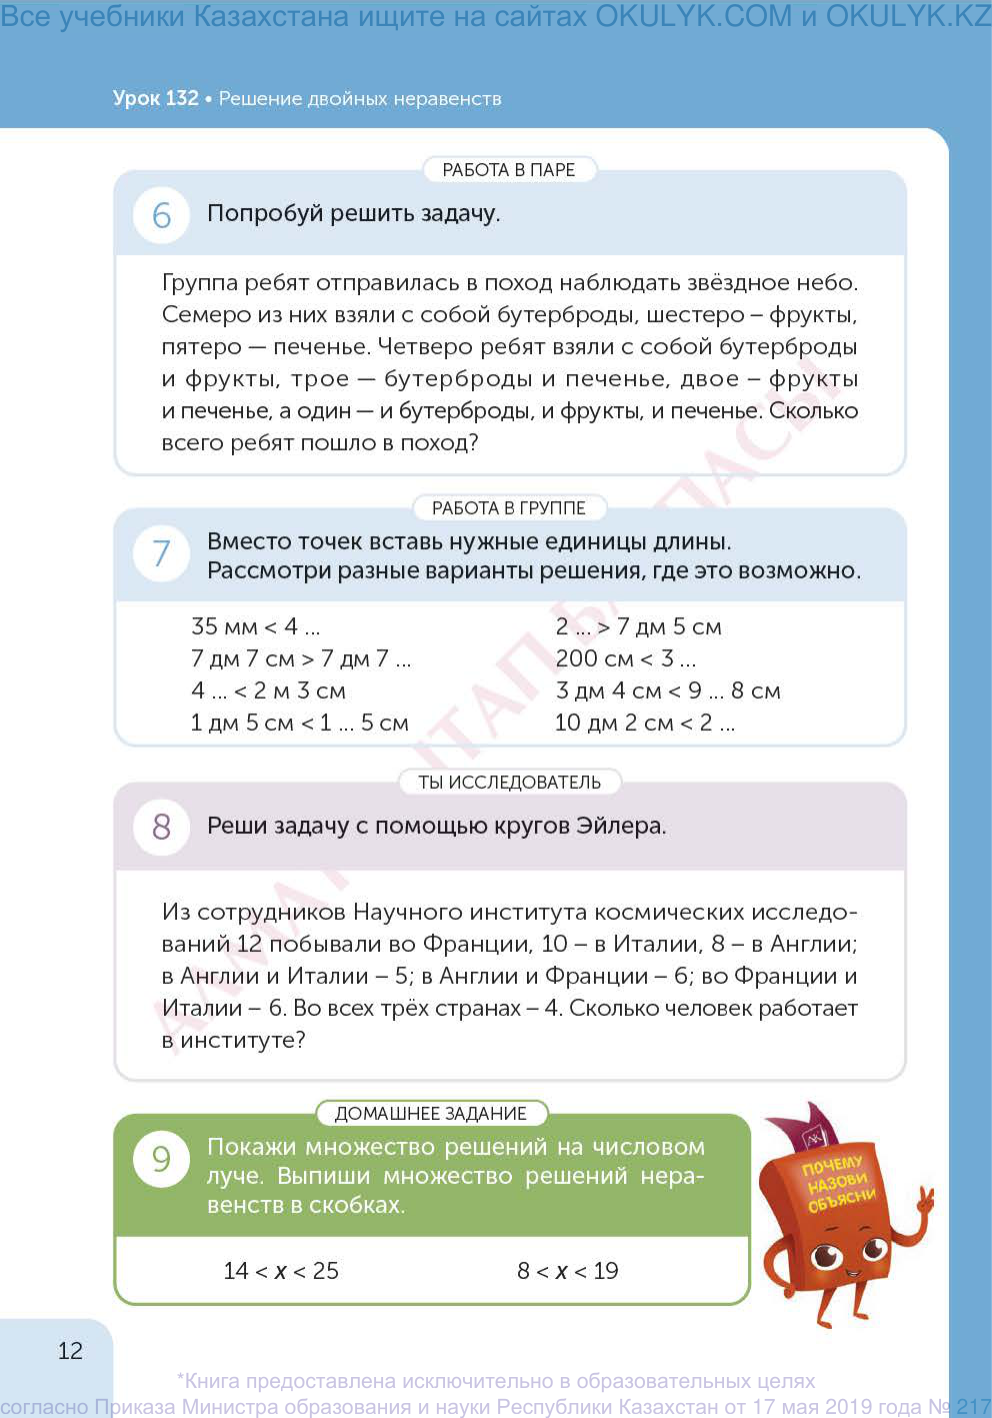 Все учебники Казахстана ищите на сайтах OKULYK.COM и OKULYK.KZ
Урок 132 • Решение двойных неравенств
РАБОТА В ПАРЕ
6
Попробуй решить задачу.
Группа ребят отправилась в поход наблюдать звёздное небо.
Семеро из них взяли с собой бутерброды, шестеро – фрукты,
пятеро — печенье. Четверо ребят взяли с собой бутерброды
и фрукты, трое — бутерброды и печенье, двое – фрукты
и печенье, а один — и бутерброды, и фрукты, и печенье. Сколько
всего ребят пошло в поход?
РАБОТА В ГРУППЕ
7
Вместо точек вставь нужные единицы длины.
Рассмотри разные варианты решения, где это возможно.
35 мм < 4 ...
7 дм 7 см > 7 дм 7 ...
4 ... < 2 м 3 см
1 дм 5 см < 1 ... 5 см
2 ... > 7 дм 5 см
200 см < 3 ...
3 дм 4 см < 9 ... 8 см
10 дм 2 см < 2 ...
ТЫ ИССЛЕДОВАТЕЛЬ
8
Реши задачу с помощью кругов Эйлера.
Из сотрудников Научного института космических исследо-
ваний 12 побывали во Франции, 10 – в Италии, 8 – в Англии;
в Англии и Италии – 5; в Англии и Франции – 6; во Франции и
Италии – 6. Во всех трёх странах – 4. Сколько человек работает
в институте?
ДОМАШНЕЕ ЗАДАНИЕ
9
Покажи множество решений на числовом
луче. Выпиши множество решений нера-
венств в скобках.
14 < x < 25
8 < x < 19
АК
ПОЧЕМУ
НАЗОВИ
ОБЪЯСНИ
12
*Книга предоставлена исключительно в образовательных целях
согласно Приказа Министра образования и науки Республики Казахстан от 17 мая 2019 года № 217